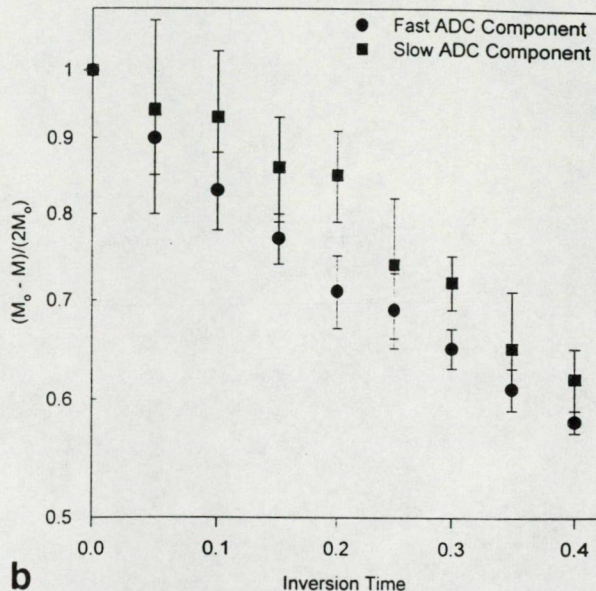 Fast ADC Component
Slow ADC Component
1
0.9
0.8
0.7
0.6
0.5
(Mo - M)/(2Mo)
0.0 0.1 0.2 0.3 0.4
Inversion Time
b